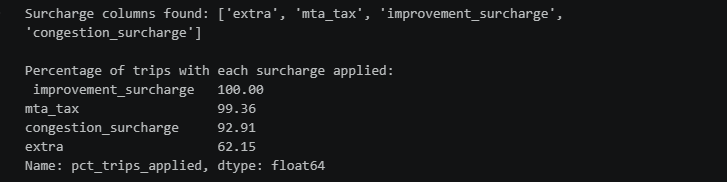 Surcharge columns found: ['extra', 'mta_tax', 'improvement_surcharge',
'congestion_surcharge']

Percentage of trips with each surcharge applied:
 improvement_surcharge   100.00
mta_tax                  99.36
congestion_surcharge     92.91
extra                    62.15
Name: pct_trips_applied, dtype: float64